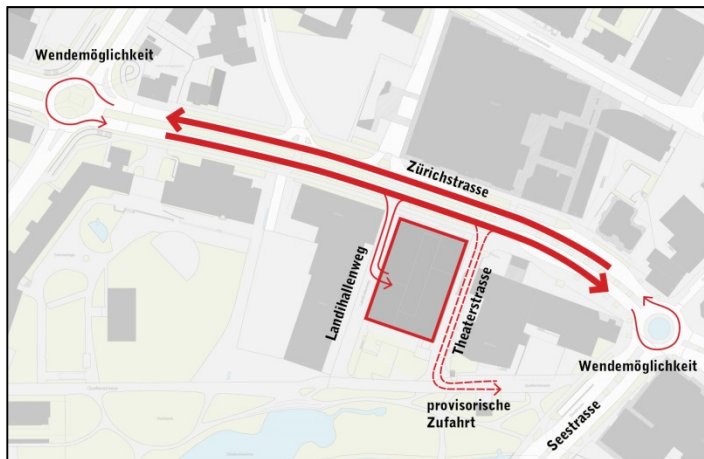 Wendemöglichkeit
Zürichstrasse
Landihallenweg
Theaterstrasse
Wendemöglichkeit
provisorische
Zufahrt
Seestrasse